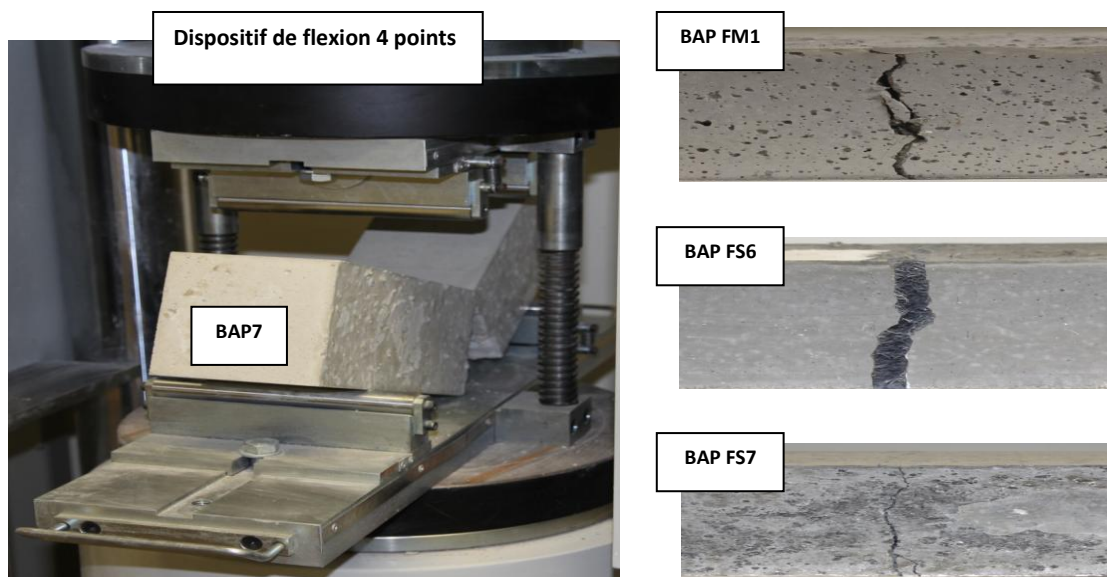 Dispositif de flexion 4 points
BAP7
BAP FM1
BAP FS6
BAP FS7